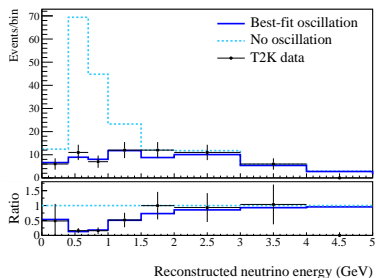 Events/bin
70
60
50
40
30
20
10
0
Best-fit oscillation
No oscillation
T2K data
Ratio
1.5
1
0.5
0
0 0.5 1 1.5 2 2.5 3 3.5 4 4.5 5
Reconstructed neutrino energy (GeV)